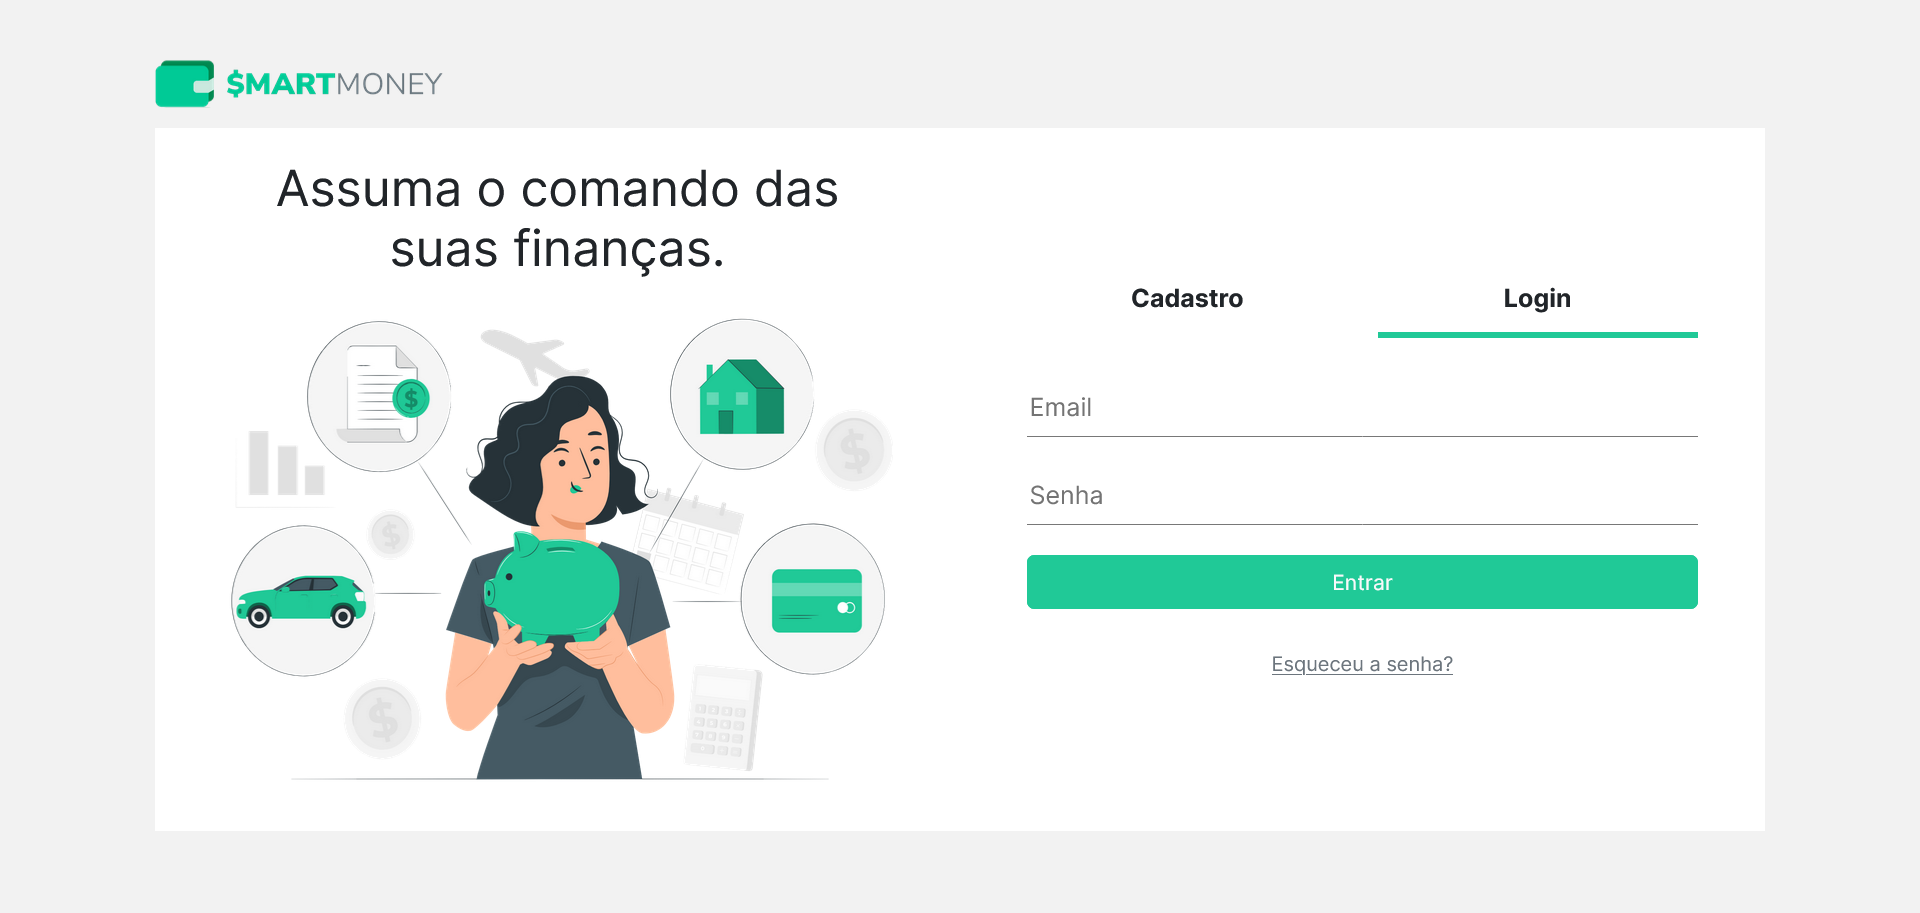 $MARTMONEY
Assuma o comando das
suas finanças.
Cadastro
Login
Email
Senha
Entrar
Esqueceu a senha?
$
$
$
$